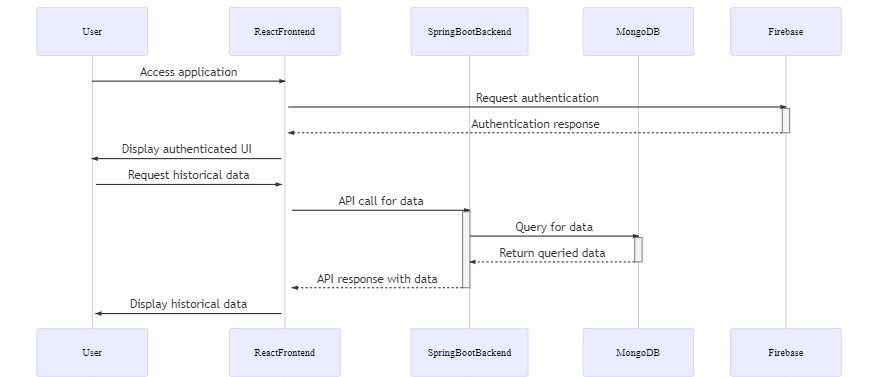 User
ReactFrontend
SpringBootBackend
MongoDB
Firebase
Access application
Request authentication
Authentication response
Display authenticated UI
Request historical data
API call for data
Query for data
Return queried data
API response with data
Display historical data
User
ReactFrontend
SpringBootBackend
MongoDB
Firebase